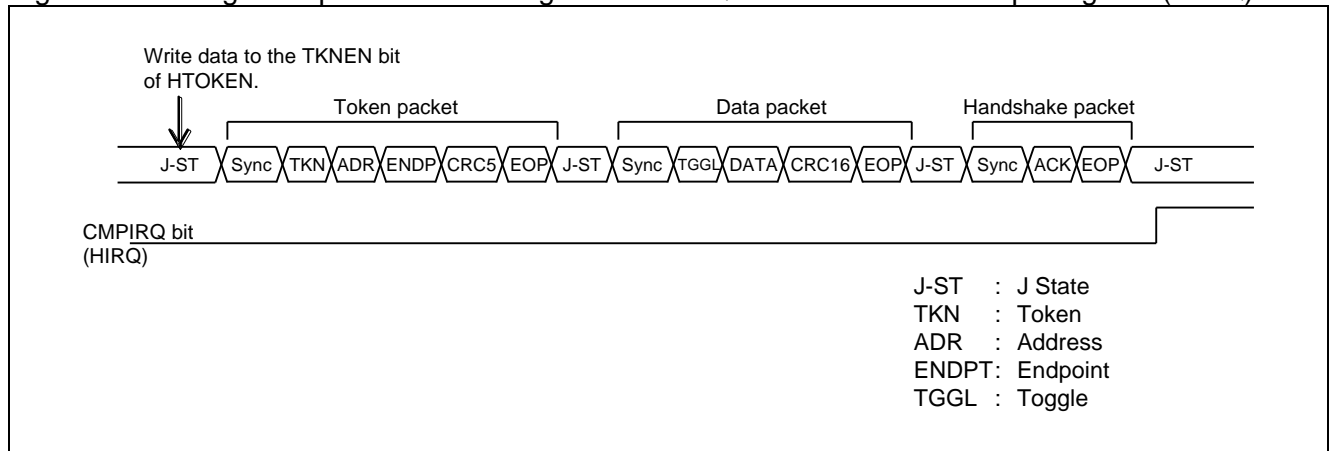 Write data to the TKNEN bit
of HTOKEN.
Token packet Data packet Handshake packet
J-ST Sync TKN ADR ENDP CRC5 EOP J-ST Sync TGGL DATA CRC16 EOP J-ST Sync ACK EOP J-ST
CMPIRQ bit
(HIRQ)
J-ST : J State
TKN : Token
ADR : Address
ENDPT: Endpoint
TGGL : Toggle